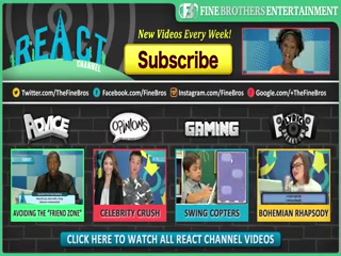 FB FINE BROTHERS ENTERTAINMENT
REACT
CHANNEL
New Videos Every Week!
Subscribe
Twitter.com/TheFineBros
Facebook.com/FineBros
Instagram.com/FineBros
Google.com/+TheFineBros
ADVICE
OPINIONS
GAMING
LYRIC
AVOIDING THE "FRIEND ZONE"
CELEBRITY CRUSH
SWING COPTERS
BOHEMIAN RHAPSODY
CLICK HERE TO WATCH ALL REACT CHANNEL VIDEOS